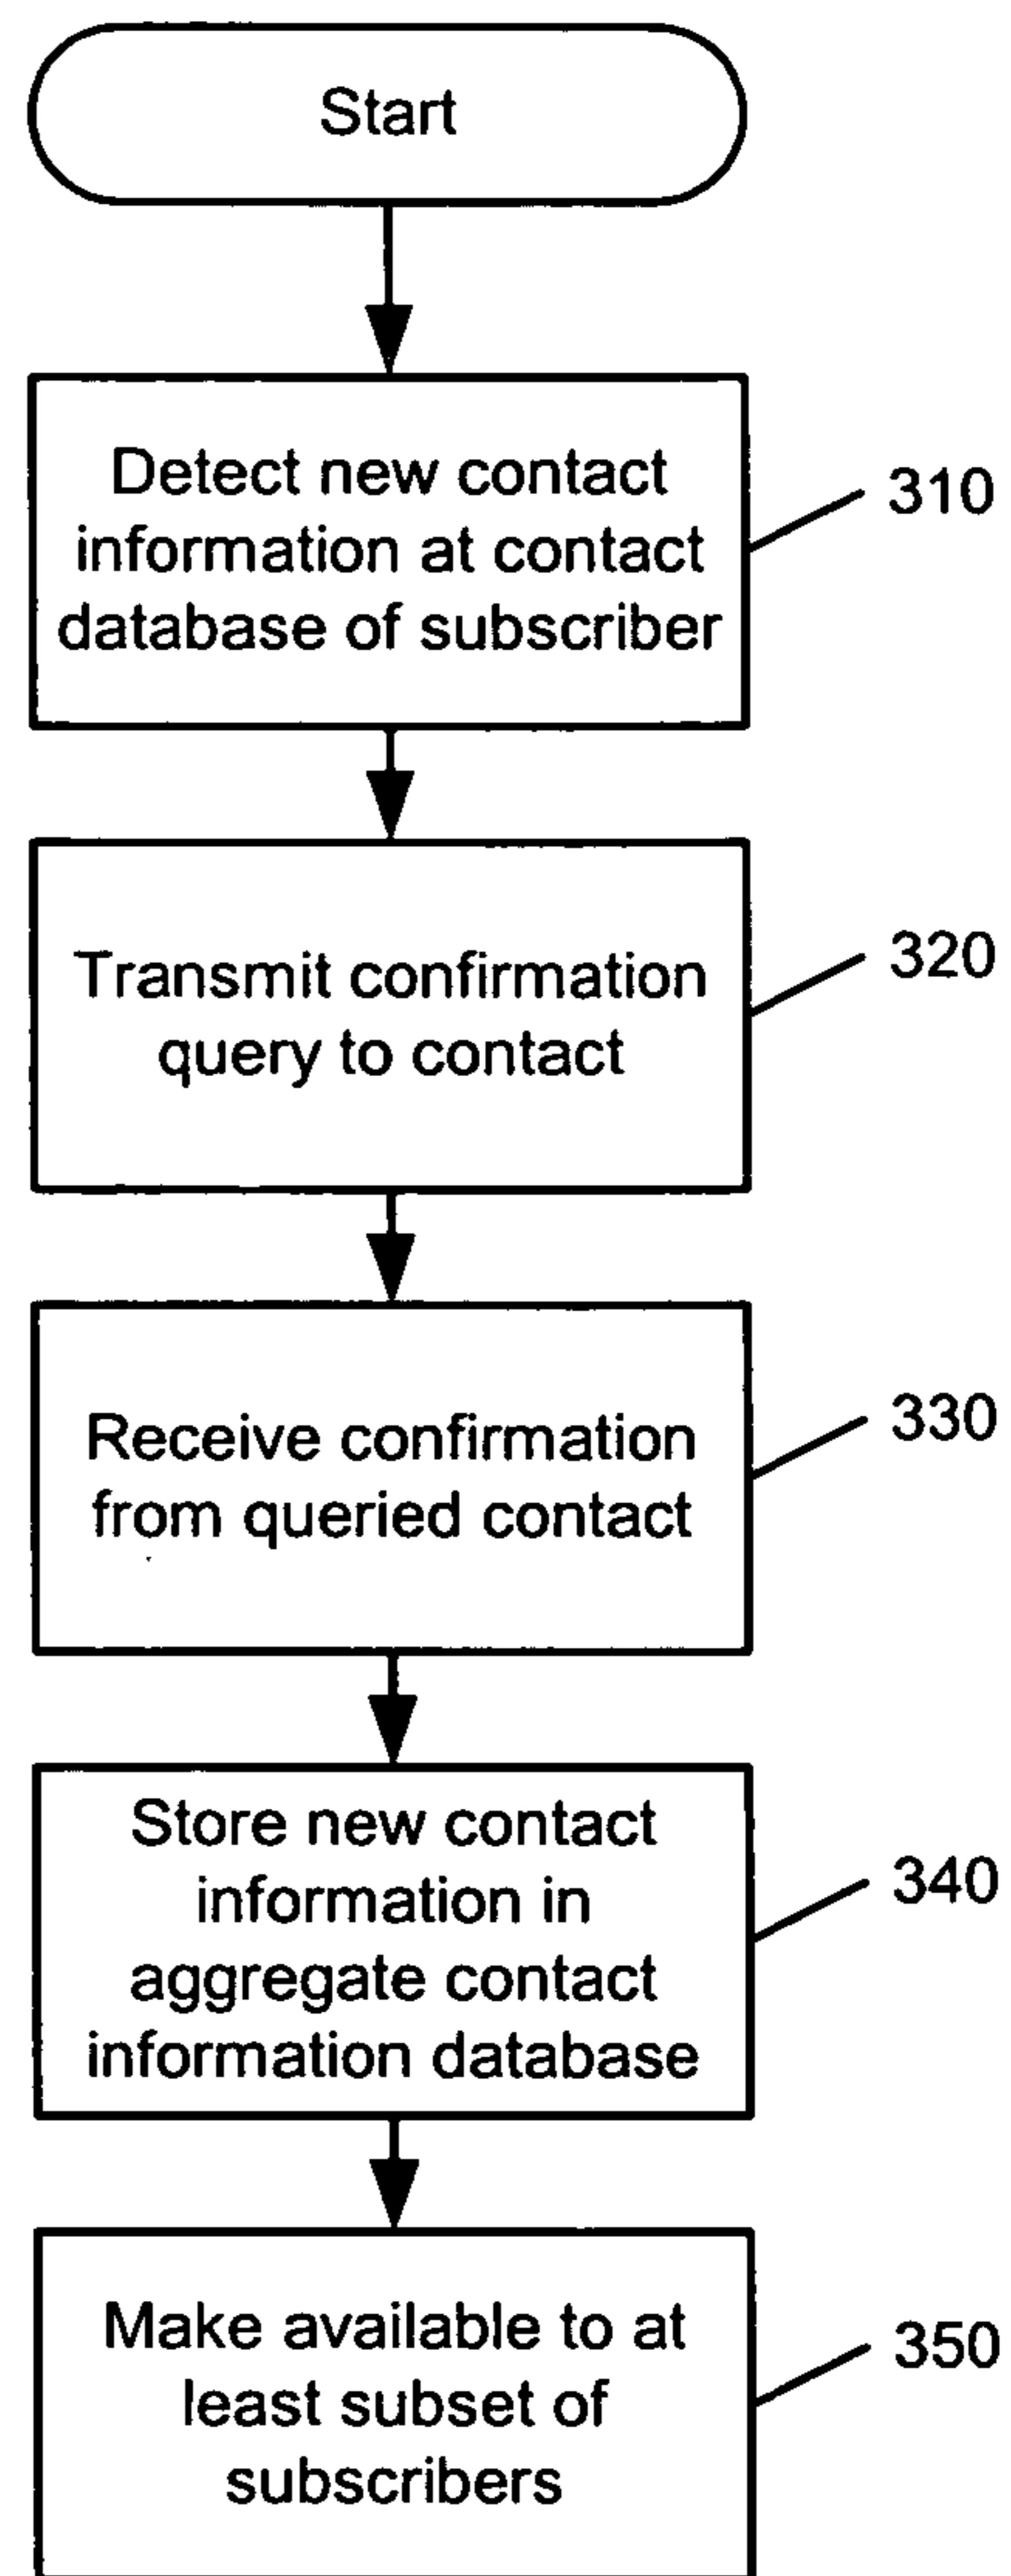 Start
Detect new contact
information at contact
database of subscriber
310
Transmit confirmation
query to contact
320
Receive confirmation
from queried contact
330
Store new contact
information in
aggregate contact
information database
340
Make available to at
least subset of
subscribers
350